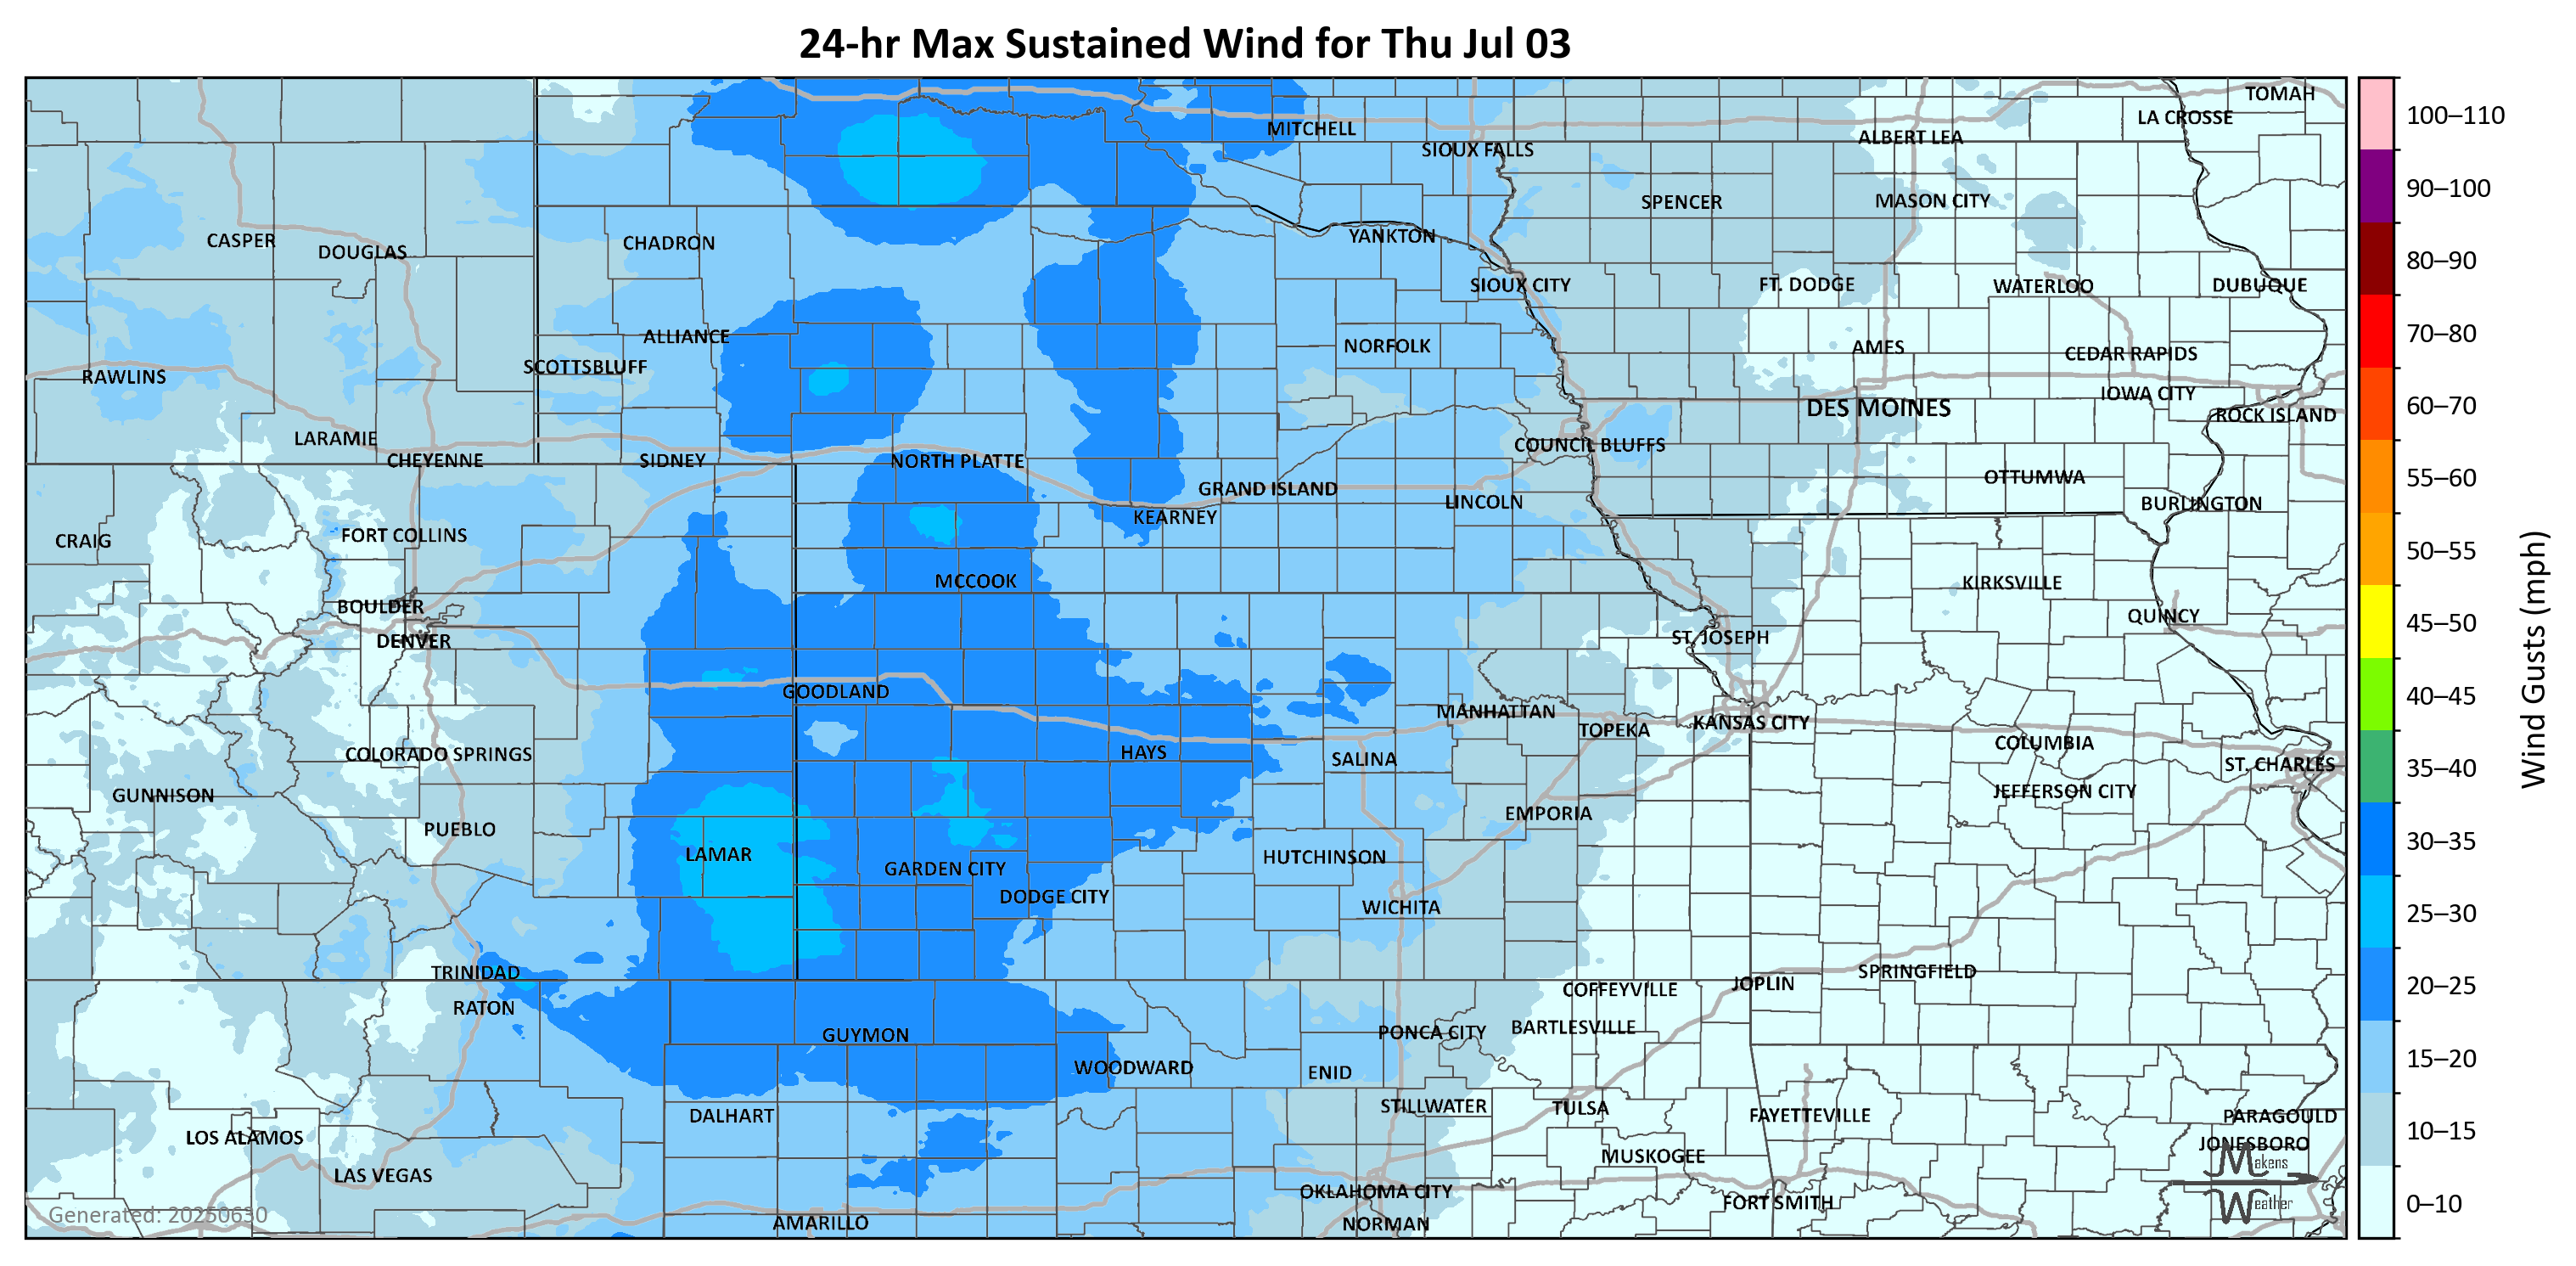 24-hr Max Sustained Wind for Thu Jul 03
TOMAH
LA CROSSE
MITCHELL
ALBERT LEA
SIOUX FALLS
SPENCER
MASON CITY
CASPER
DOUGLAS
CHADRON
YANKTON
SIOUX CITY
FT. DODGE
WATERLOO
DUBUQUE
ALLIANCE
NORFOLK
AMES
CEDAR RAPIDS
SCOTTSBLUFF
RAWLINS
IOWA CITY
DES MOINES
ROCK ISLAND
LARAMIE
COUNCIL BLUFFS
CHEYENNE
SIDNEY
NORTH PLATTE
OTTUMWA
GRAND ISLAND
LINCOLN
BURLINGTON
KEARNEY
CRAIG
FORT COLLINS
MCCOOK
KIRKSVILLE
BOULDER
QUINCY
DENVER
ST. JOSEPH
GOODLAND
MANHATTAN
TOPEKA
KANSAS CITY
COLUMBIA
COLORADO SPRINGS
HAYS
SALINA
ST. CHARLES
GUNNISON
JEFFERSON CITY
EMPORIA
PUEBLO
LAMAR
HUTCHINSON
GARDEN CITY
DODGE CITY
WICHITA
TRINIDAD
SPRINGFIELD
JOPLIN
COFFEYVILLE
RATON
BARTLESVILLE
PONCA CITY
GUYMON
WOODWARD
ENID
STILLWATER
TULSA
DALHART
FAYETTEVILLE
PARAGOULD
LOS ALAMOS
JONESBORO
MUSKOGEE
LAS VEGAS
OKLAHOMA CITY
FORT SMITH
AMARILLO
NORMAN
Makens
Weather
Generated: 20250630
100–110
90–100
80–90
70–80
60–70
55–60
50–55
45–50
40–45
35–40
30–35
25–30
20–25
15–20
10–15
0–10
Wind Gusts (mph)